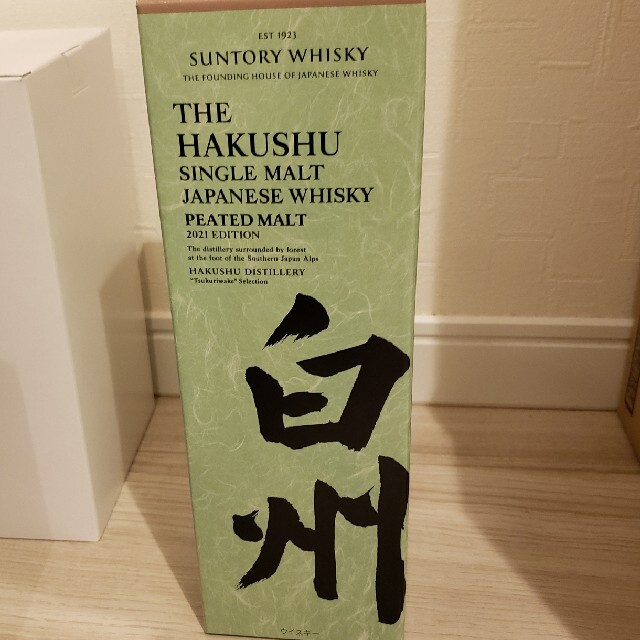 EST 1923
SUNTORY WHISKY
THE FOUNDING HOUSE OF JAPANESE WHISKY
THE
HAKUSHU
SINGLE MALT
JAPANESE WHISKY
PEATED MALT
2021 EDITION
The distillery surrounded by forest
at the foot of the Southern Japan Alps
HAKUSHU DISTILLERY
"Tsukuriwake" Selection
白
州
ウイスキー